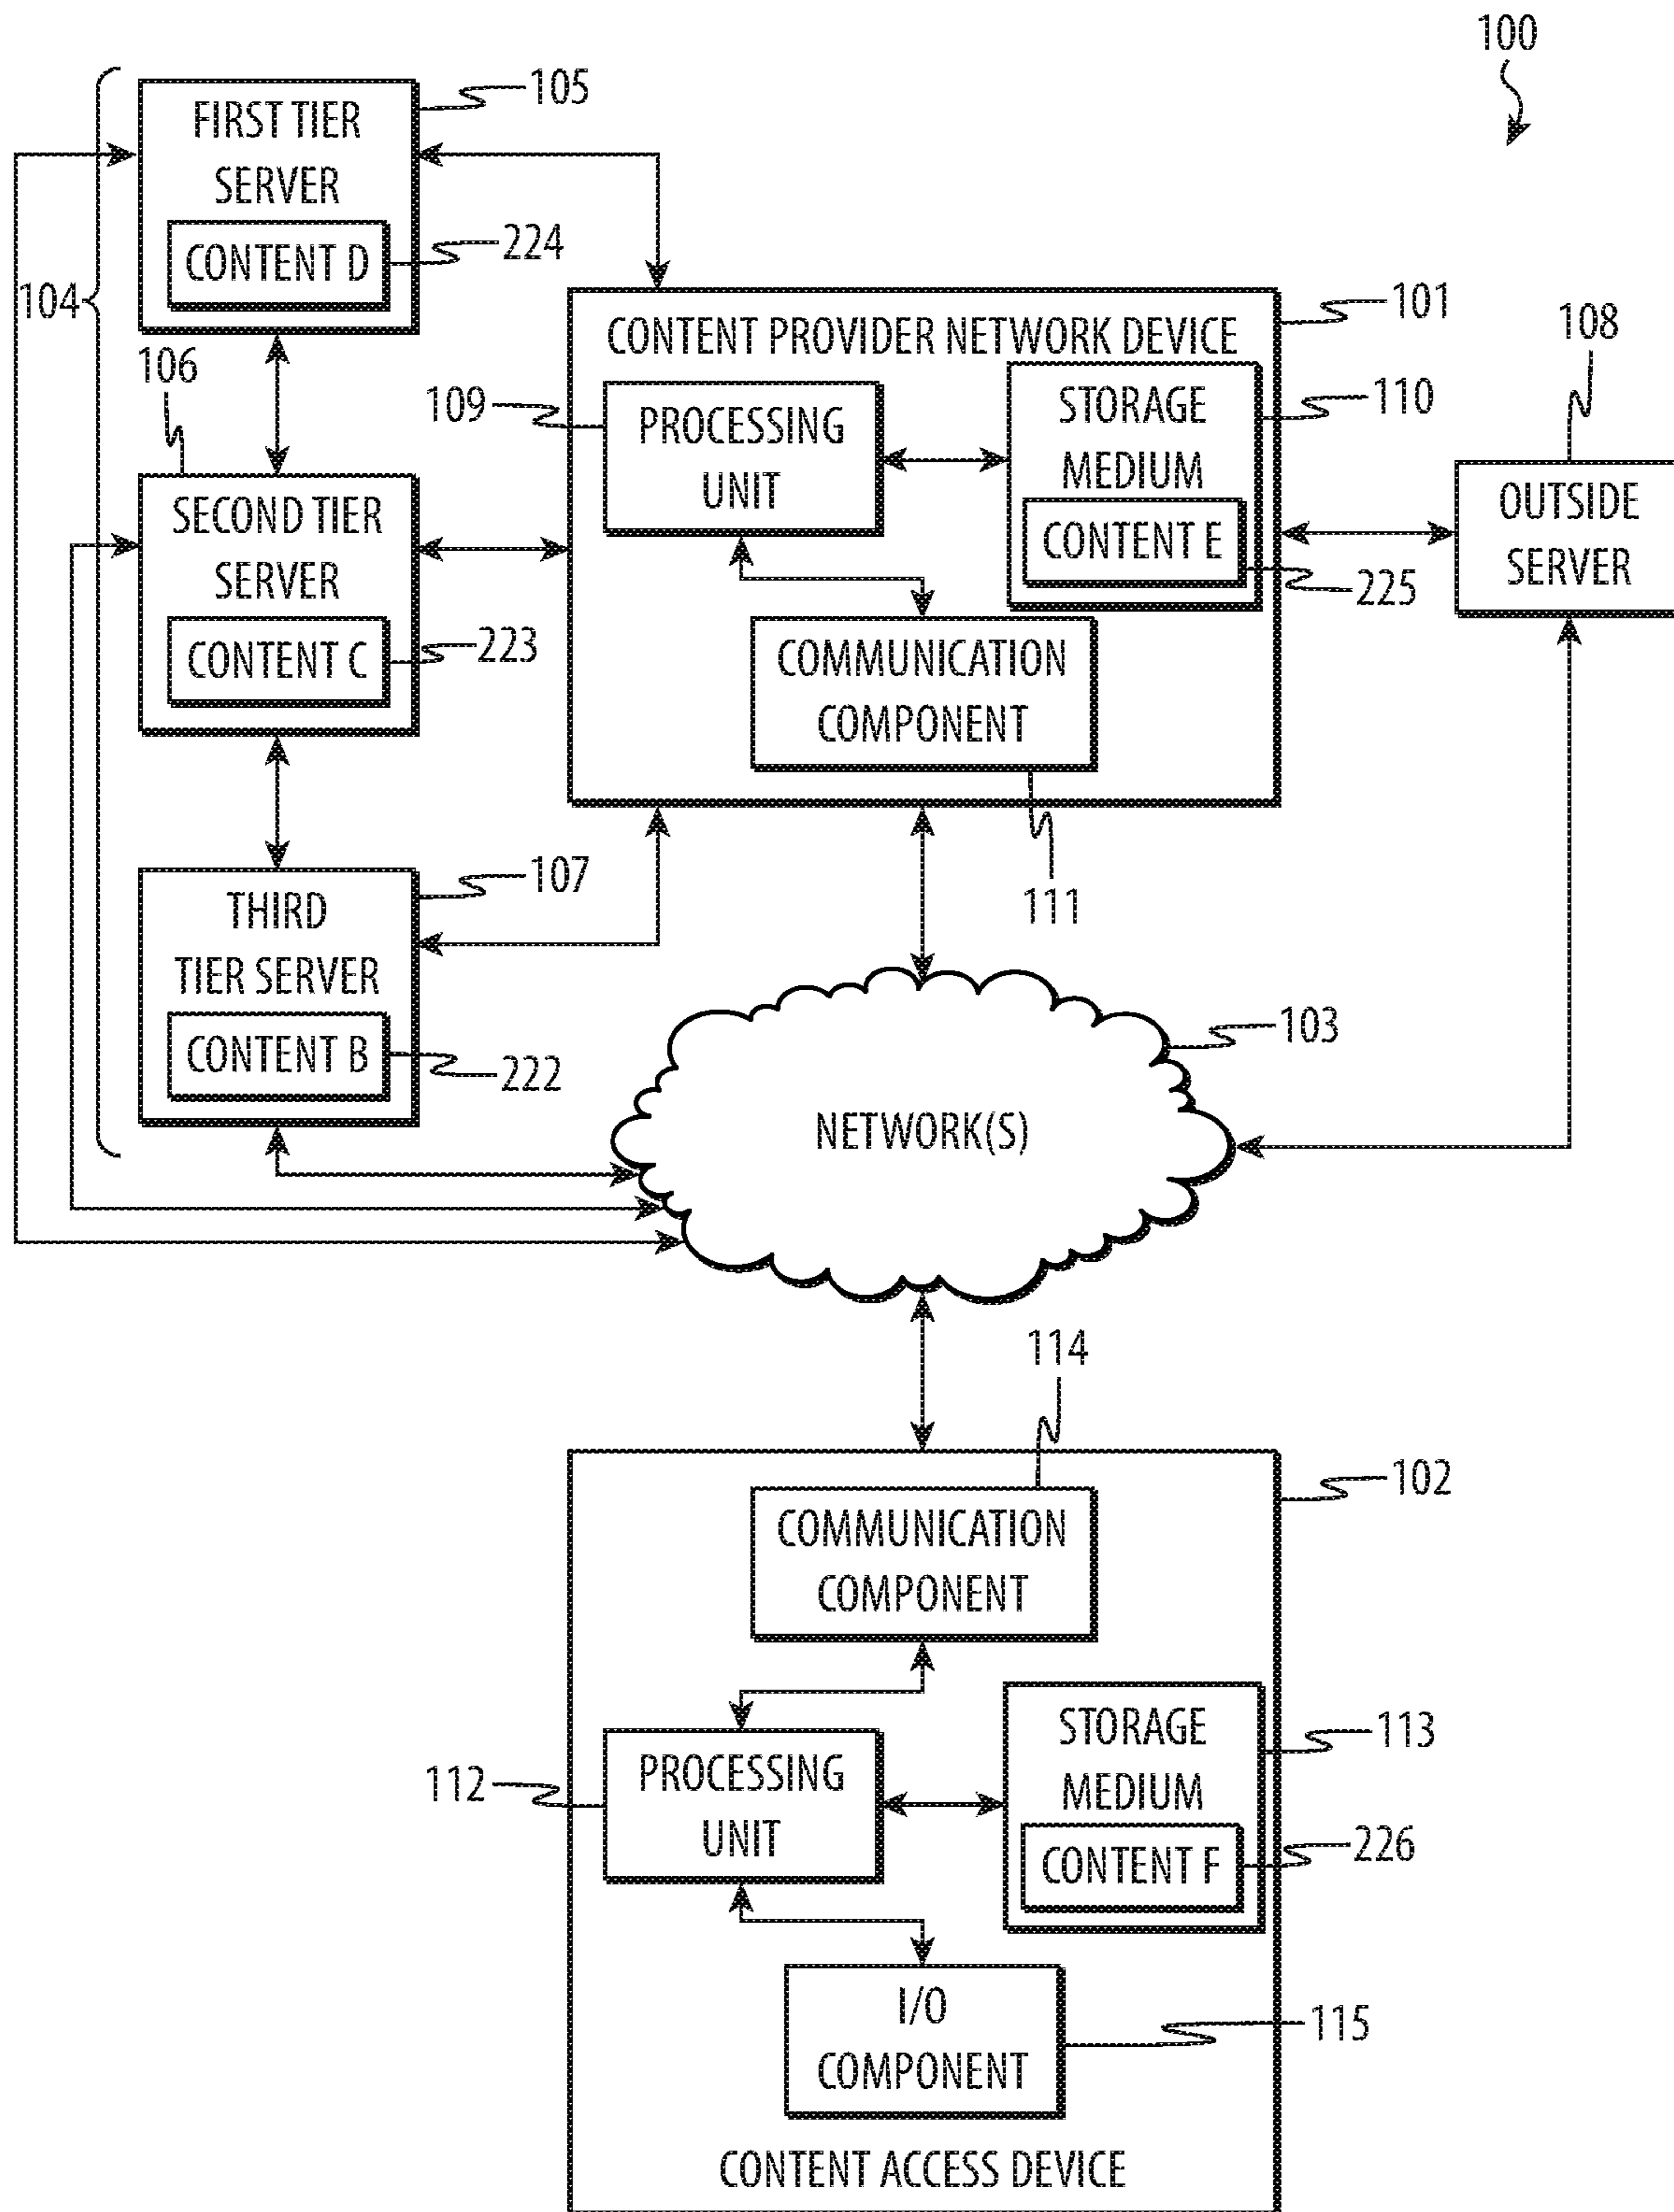 100
105
FIRST TIER
SERVER
CONTENT D
224
104
101
CONTENT PROVIDER NETWORK DEVICE
108
106
109
PROCESSING
UNIT
STORAGE
MEDIUM
110
CONTENT E
225
OUTSIDE
SERVER
SECOND TIER
SERVER
CONTENT C
223
COMMUNICATION
COMPONENT
111
107
THIRD
TIER SERVER
CONTENT B
222
103
NETWORK(S)
114
102
COMMUNICATION
COMPONENT
112
PROCESSING
UNIT
STORAGE
MEDIUM
113
CONTENT F
226
I/O
COMPONENT
115
CONTENT ACCESS DEVICE